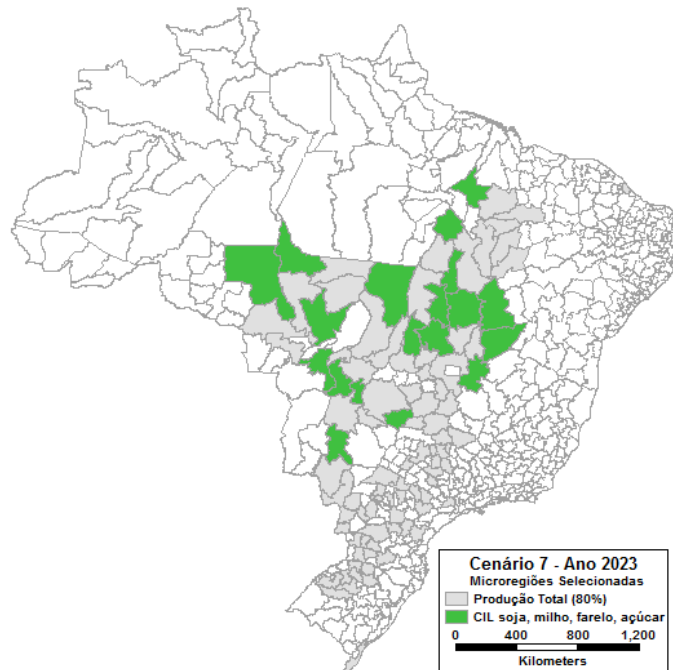 Cenário 7 - Ano 2023
Microregiões Selecionadas
Produção Total (80%)
CIL soja, milho, farelo, açúcar
0 400 800 1,200
Kilometers